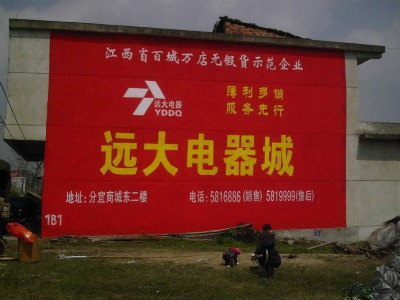 江西省百城万店无假货示范企业
远大电器
YDDQ
薄利多销
服务先行
远大电器城
地址:分宜商城东二楼 电话:5816886(销售) 5819999(售后)
1B1